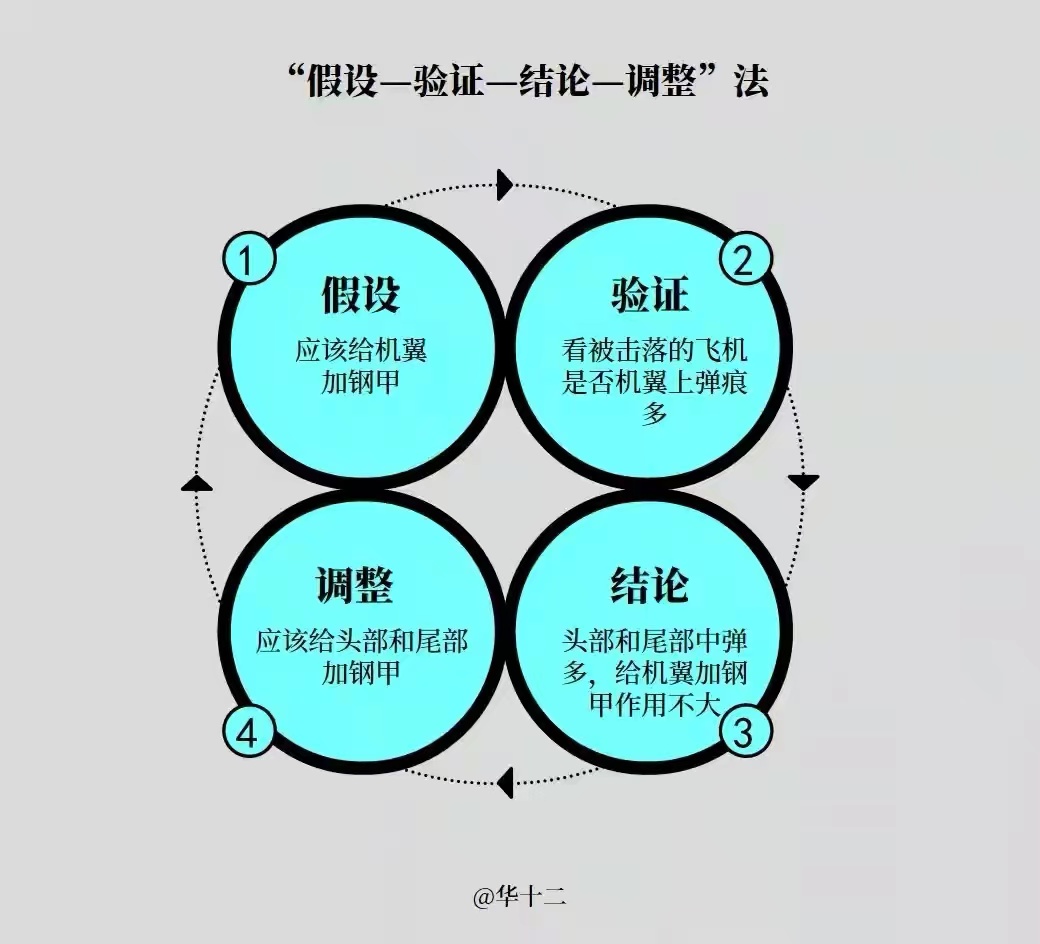 “假设—验证—结论—调整”法
1
假设
应该给机翼
加钢甲
2
验证
看被击落的飞机
是否机翼上弹痕
多
调整
应该给头部和尾部
加钢甲
4
结论
头部和尾部中弹
多，给机翼加钢
甲作用不大
3
@华十二